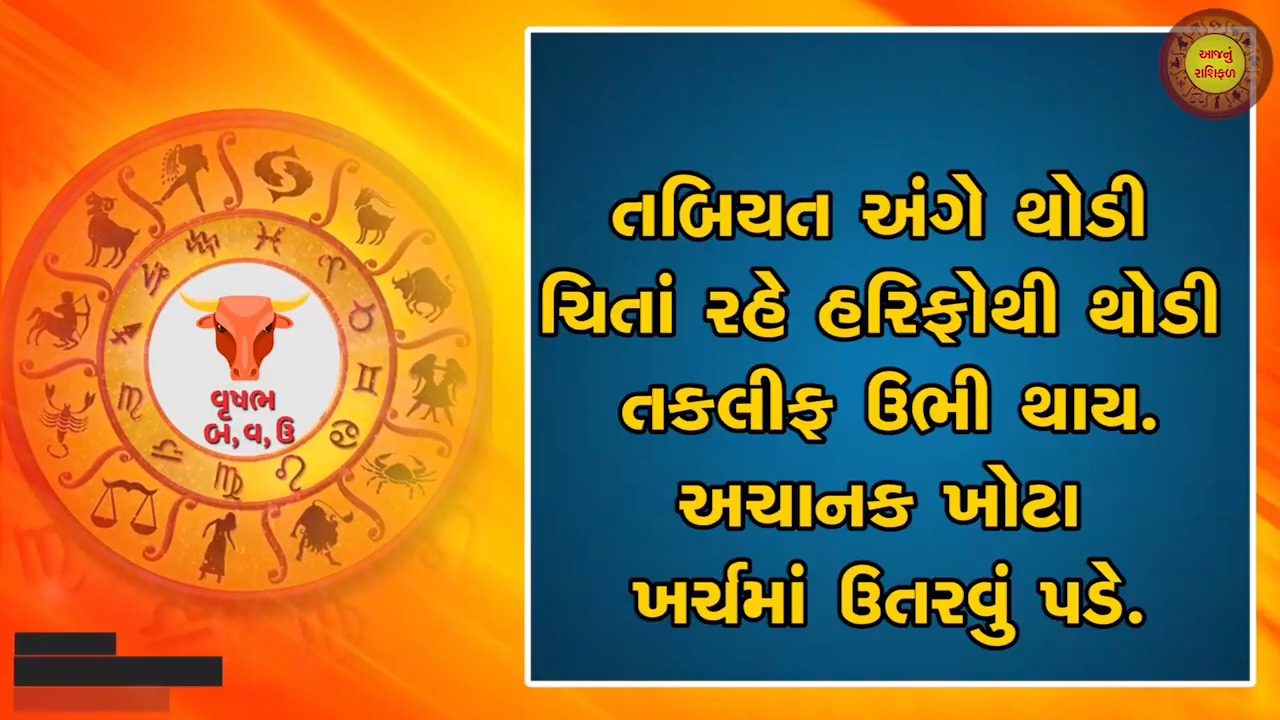 આજનું
રાશિફળ
તબિયત અંગે થોડી
ચિતાં રહે હરિફોથી થોડી
તકલીફ ઉભી થાય.
અચાનક ખોટા
ખર્ચમાં ઉતરવું પડે.
વૃષભ
બ, વ, ઉ